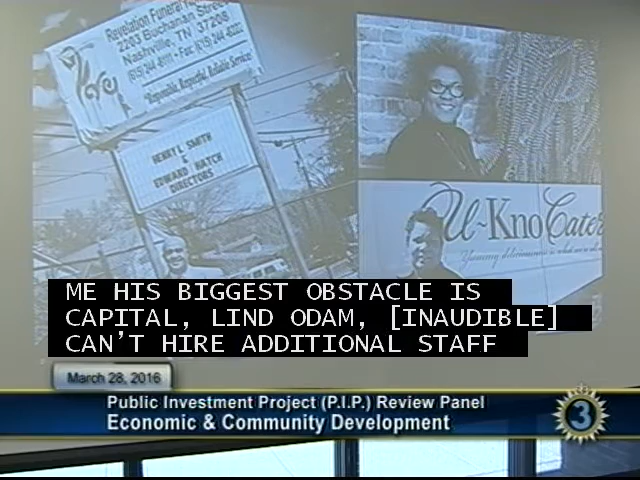 Revelation Funeral
2203 Buchanan Street
Nashville, TN 37208
HENRY L. SMITH
&
EDWARD HATCH
DIRECTORS
U-Kno Cater
ME HIS BIGGEST OBSTACLE IS
CAPITAL, LIND ODAM, [INAUDIBLE]
CAN'T HIRE ADDITIONAL STAFF
March 28, 2016
Public Investment Project (P.I.P.) Review Panel
Economic & Community Development
3